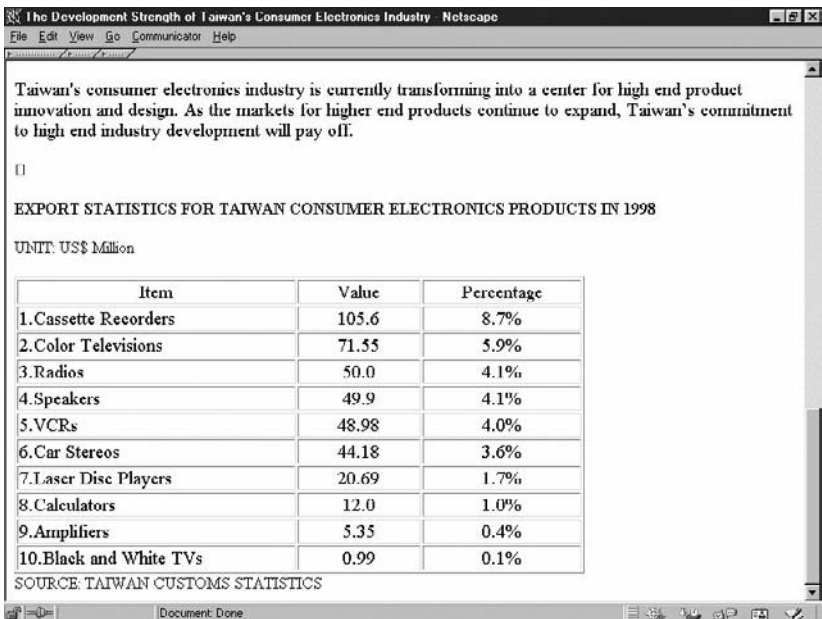 The Development Strength of Taiwan's Consumer Electronics Industry - Netscape
File Edit View Go Communicator Help
Taiwan's consumer electronics industry is currently transforming into a center for high end product
innovation and design. As the markets for higher end products continue to expand, Taiwan's commitment
to high end industry development will pay off.
EXPORT STATISTICS FOR TAIWAN CONSUMER ELECTRONICS PRODUCTS IN 1998
UNIT: US$ Million
Item Value Percentage
1.Cassette Recorders 105.6 8.7%
2.Color Televisions 71.55 5.9%
3.Radios 50.0 4.1%
4.Speakers 49.9 4.1%
5.VCRs 48.98 4.0%
6.Car Stereos 44.18 3.6%
7.Laser Disc Players 20.69 1.7%
8.Calculators 12.0 1.0%
9.Amplifiers 5.35 0.4%
10.Black and White TVs 0.99 0.1%
SOURCE: TAIWAN CUSTOMS STATISTICS
Document: Done